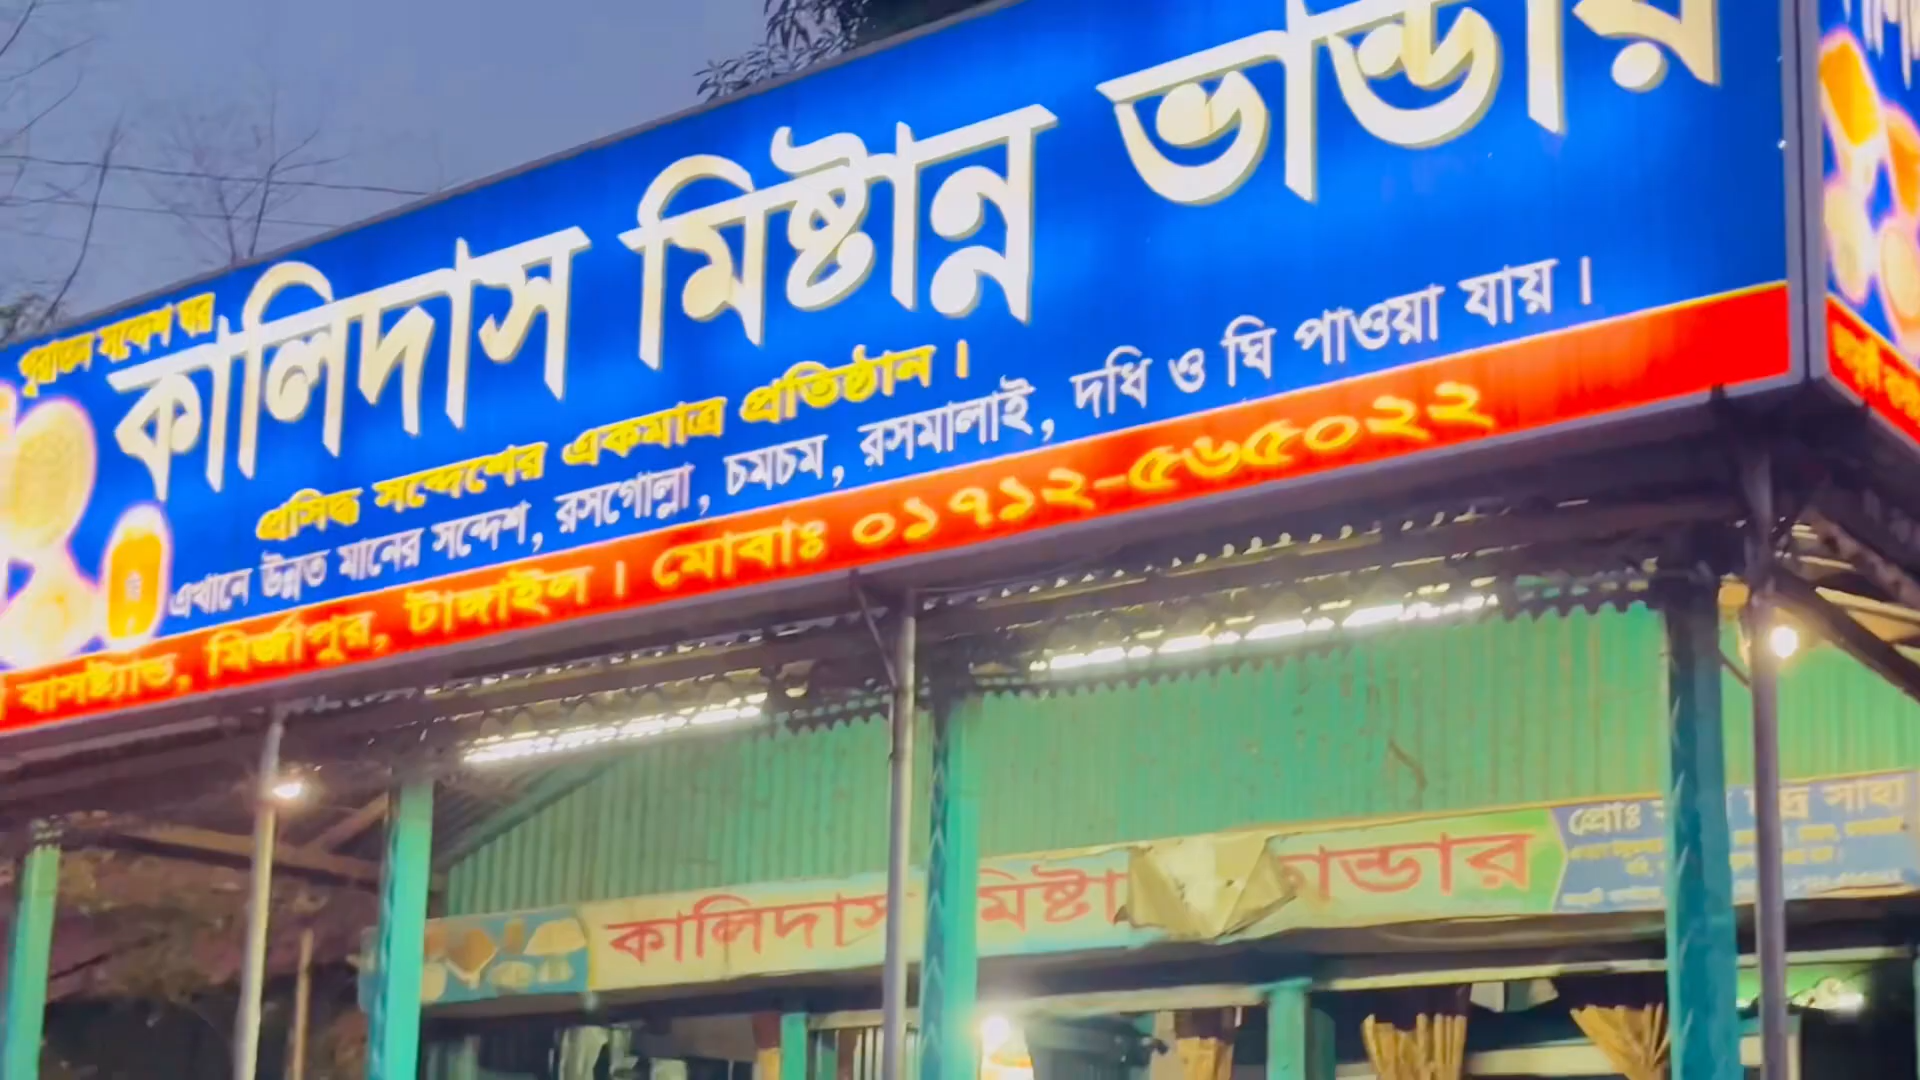 পুরাতন সন্দেশ ঘর
কালিদাস মিষ্টান্ন ভান্ডার
প্রসিদ্ধ সন্দেশের একমাত্র প্রতিষ্ঠান।
এখানে উন্নত মানের সন্দেশ, রসগোল্লা, চমচম, রসমালাই, দধি ও ঘি পাওয়া যায়।
বাসষ্ট্যান্ড, মির্জাপুর, টাঙ্গাইল। মোবাঃ ০১৭১২-৫৬৫০২২
কালিদাস মিষ্টা ভান্ডার
প্রোঃ সাহা